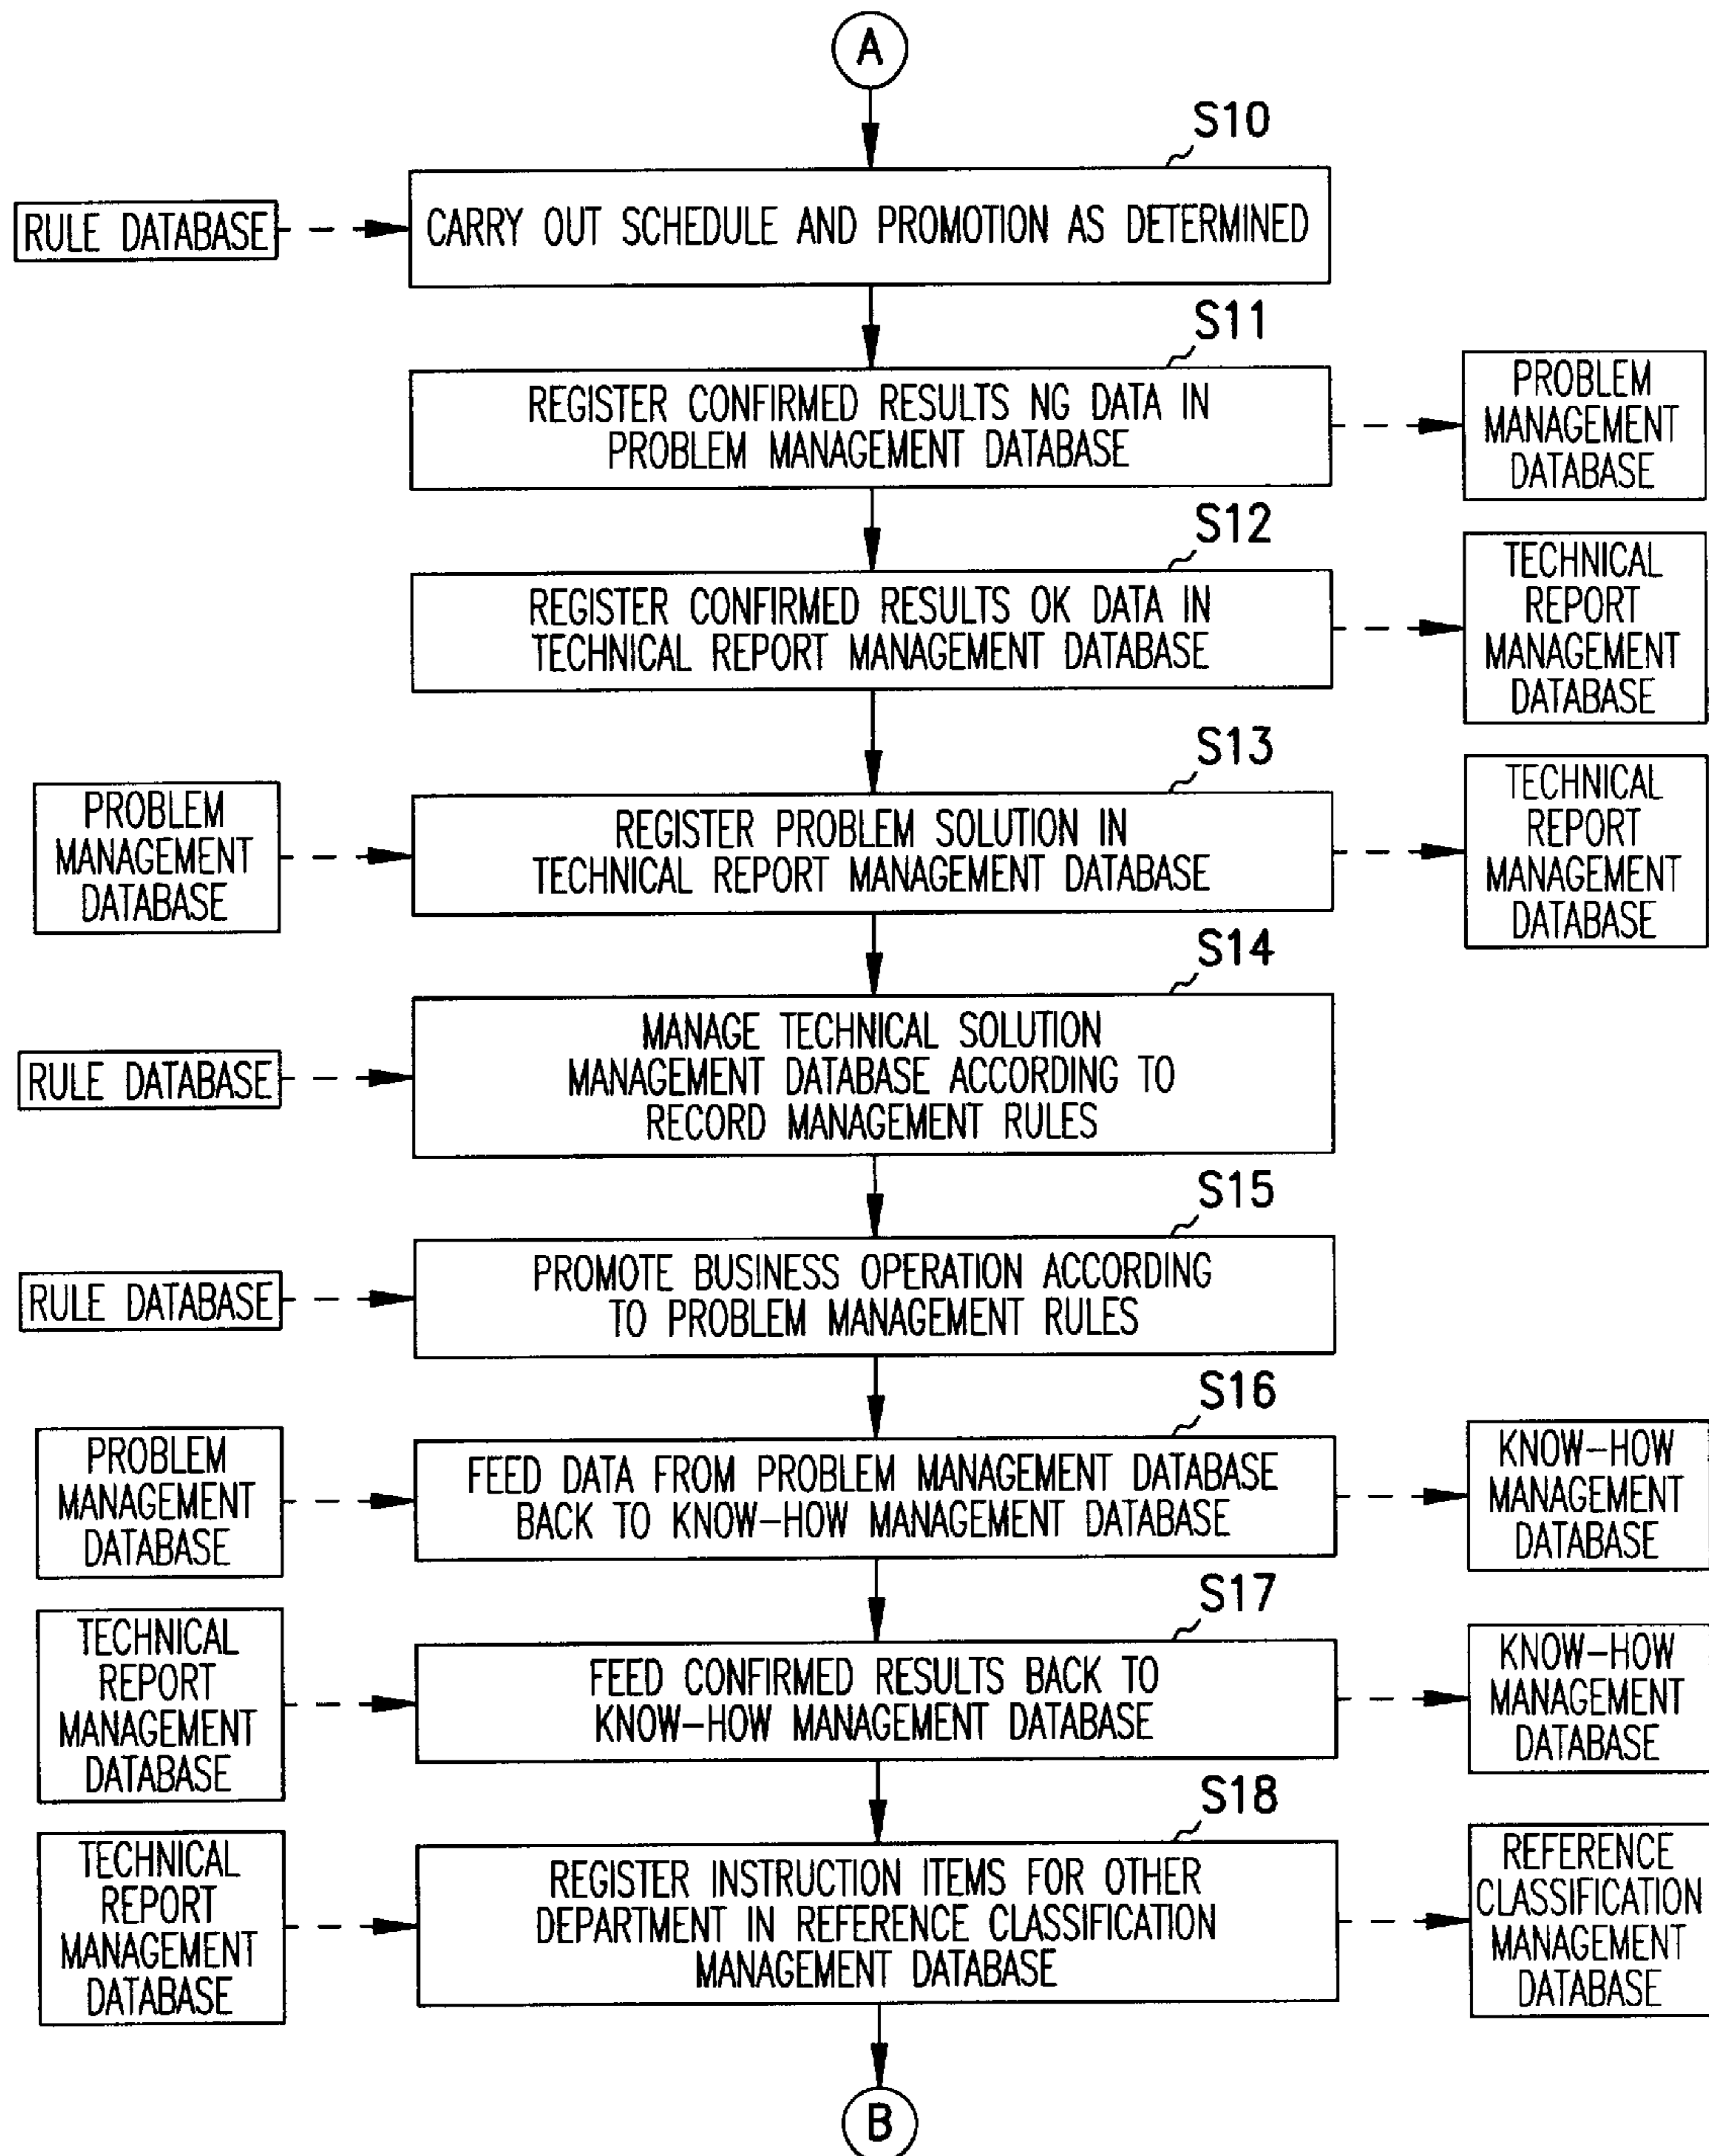 A
S10
RULE DATABASE
CARRY OUT SCHEDULE AND PROMOTION AS DETERMINED
S11
REGISTER CONFIRMED RESULTS NG DATA IN
PROBLEM MANAGEMENT DATABASE
PROBLEM
MANAGEMENT
DATABASE
S12
REGISTER CONFIRMED RESULTS OK DATA IN
TECHNICAL REPORT MANAGEMENT DATABASE
TECHNICAL
REPORT
MANAGEMENT
DATABASE
S13
PROBLEM
MANAGEMENT
DATABASE
REGISTER PROBLEM SOLUTION IN
TECHNICAL REPORT MANAGEMENT DATABASE
TECHNICAL
REPORT
MANAGEMENT
DATABASE
S14
RULE DATABASE
MANAGE TECHNICAL SOLUTION
MANAGEMENT DATABASE ACCORDING TO
RECORD MANAGEMENT RULES
S15
RULE DATABASE
PROMOTE BUSINESS OPERATION ACCORDING
TO PROBLEM MANAGEMENT RULES
S16
PROBLEM
MANAGEMENT
DATABASE
FEED DATA FROM PROBLEM MANAGEMENT DATABASE
BACK TO KNOW-HOW MANAGEMENT DATABASE
KNOW-HOW
MANAGEMENT
DATABASE
S17
TECHNICAL
REPORT
MANAGEMENT
DATABASE
FEED CONFIRMED RESULTS BACK TO
KNOW-HOW MANAGEMENT DATABASE
KNOW-HOW
MANAGEMENT
DATABASE
S18
TECHNICAL
REPORT
MANAGEMENT
DATABASE
REGISTER INSTRUCTION ITEMS FOR OTHER
DEPARTMENT IN REFERENCE CLASSIFICATION
MANAGEMENT DATABASE
REFERENCE
CLASSIFICATION
MANAGEMENT
DATABASE
B